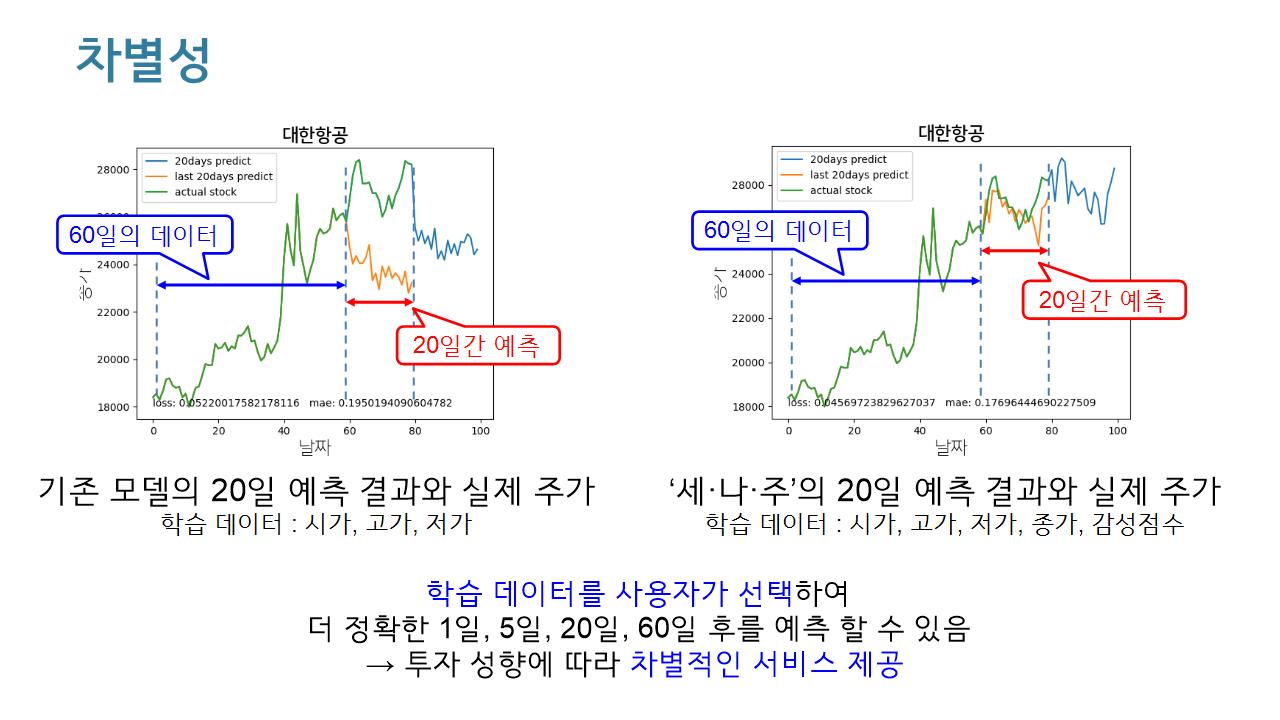 차별성
대한항공
20days predict
last 20days predict
actual stock
28000
26000
24000
22000
20000
18000
60일의 데이터
20일간 예측
종가
loss: 0.05220017582178116 mae: 0.1950194090604782
0 20 40 60 80 100
날짜
기존 모델의 20일 예측 결과와 실제 주가
학습 데이터 : 시가, 고가, 저가
대한항공
20days predict
last 20days predict
actual stock
28000
24000
22000
20000
18000
60일의 데이터
20일간 예측
종가
loss: 0.04569723829627037 mae: 0.17696444690227509
0 20 40 60 80 100
날짜
‘세·나·주’의 20일 예측 결과와 실제 주가
학습 데이터 : 시가, 고가, 저가, 종가, 감성점수
학습 데이터를 사용자가 선택하여
더 정확한 1일, 5일, 20일, 60일 후를 예측 할 수 있음
→ 투자 성향에 따라 차별적인 서비스 제공